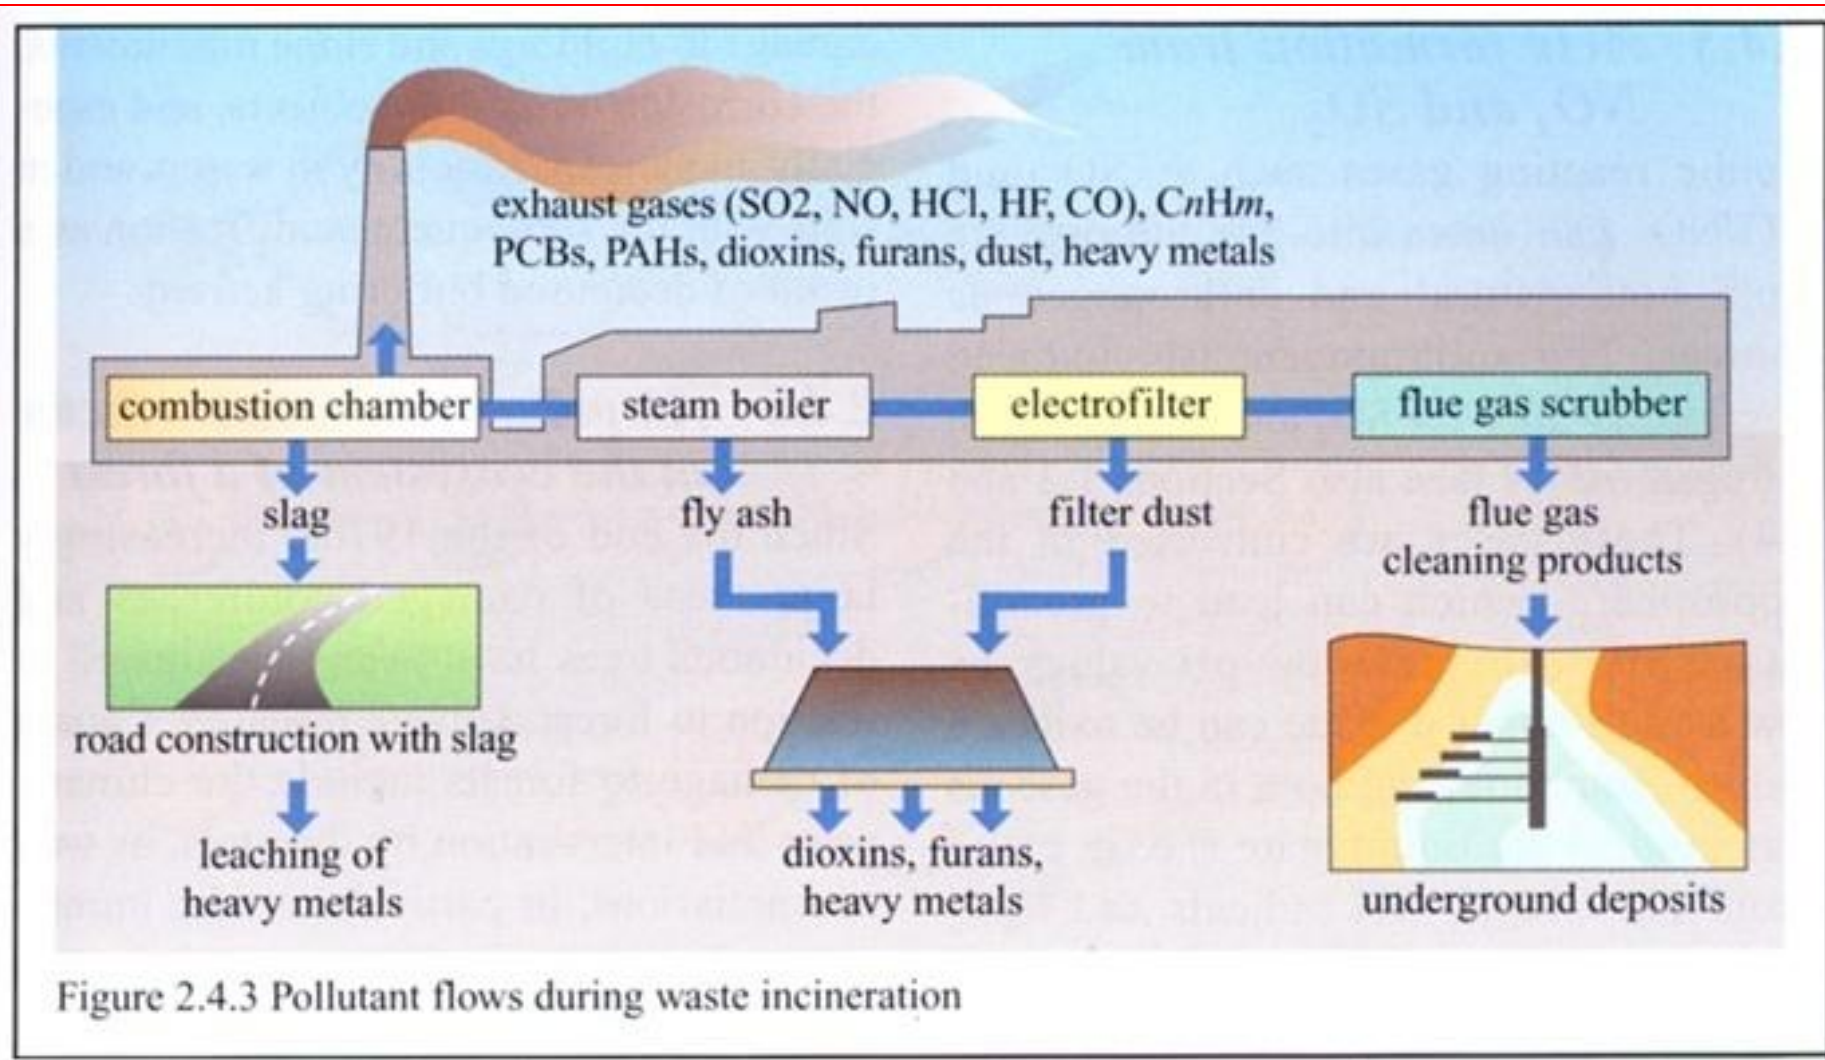 exhaust gases (SO2, NO, HCl, HF, CO), CnHm,
PCBs, PAHs, dioxins, furans, dust, heavy metals
combustion chamber
steam boiler
electrofilter
flue gas scrubber
slag
fly ash
filter dust
flue gas
cleaning products
road construction with slag
leaching of
heavy metals
dioxins, furans,
heavy metals
underground deposits
Figure 2.4.3 Pollutant flows during waste incineration